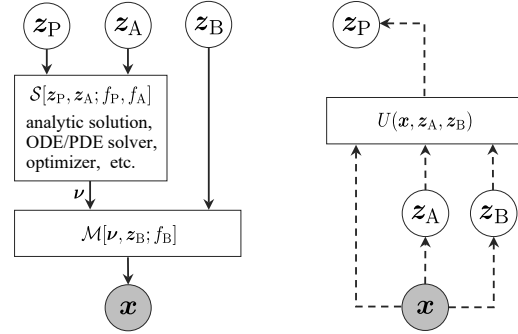 z_P z_A z_B
S[z_P, z_A; f_P, f_A]
analytic solution,
ODE/PDE solver,
optimizer, etc.
ν
M[ν, z_B; f_B]
x
z_P
U(x, z_A, z_B)
z_A z_B
x